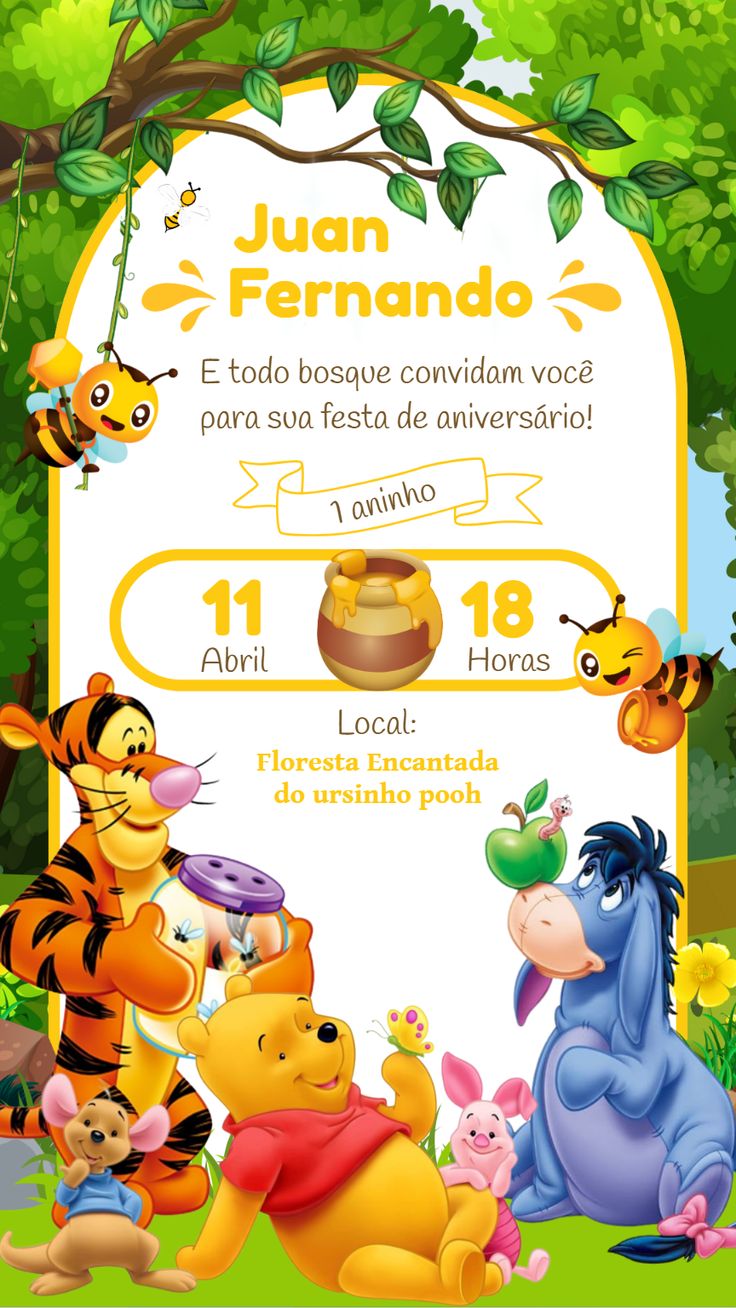 Juan
Fernando
E todo bosque convidam você
para sua festa de aniversário!
1 aninho
11
Abril
18
Horas
Local:
Floresta Encantada
do ursinho pooh